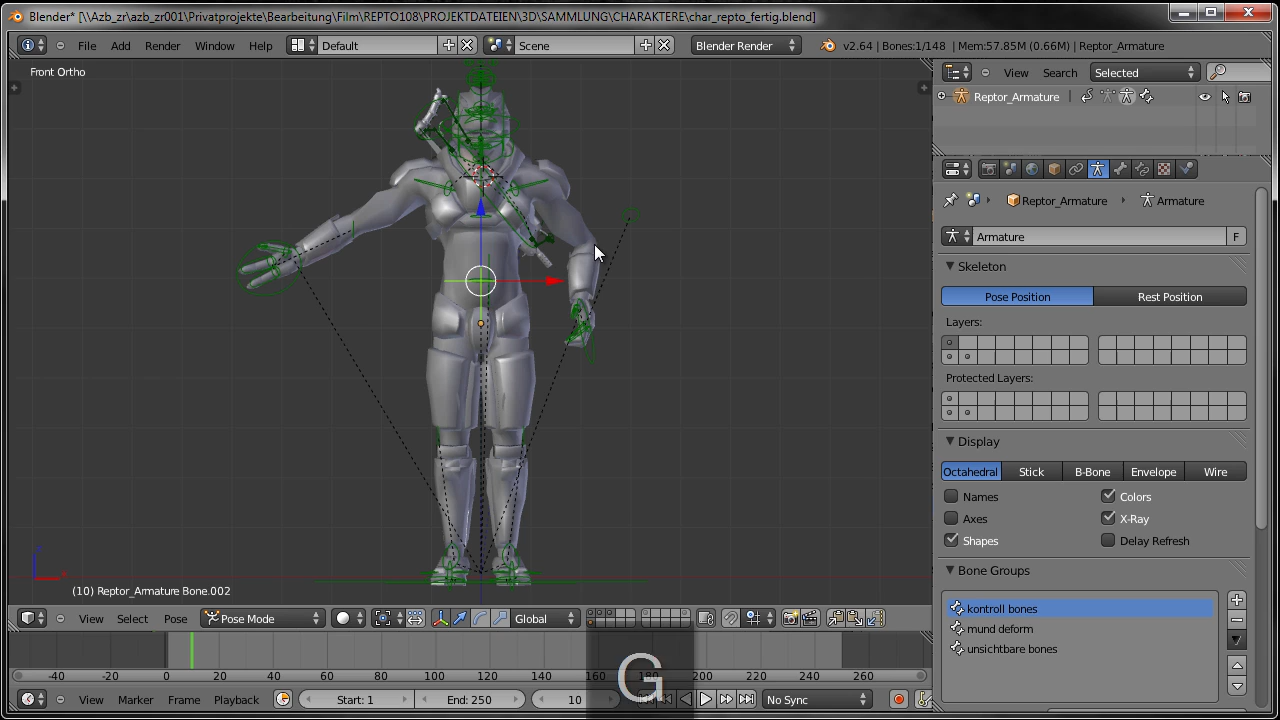 Blender* [\\Azb_zr\azb_zr001\Privatprojekte\Bearbeitung\Film\REPTO108\PROJEKTDATEIEN\3D\SAMMLUNG\CHARAKTERE\char_repto_fertig.blend]
File Add Render Window Help Default Scene Blender Render v2.64 | Bones:1/148 | Mem:57.85M (0.66M) | Reptor_Armature
Front Ortho
View Search Selected
Reptor_Armature
Reptor_Armature Armature
Armature F
Skeleton
Pose Position Rest Position
Layers:
Protected Layers:
Display
Octahedral Stick B-Bone Envelope Wire
Names Colors
Axes X-Ray
Shapes Delay Refresh
Bone Groups
kontroll bones
mund deform
unsichtbare bones
(10) Reptor_Armature Bone.002
View Select Pose Pose Mode Global
-40 -20 0 20 40 60 80 100 120 140 160 180 200 220 240 260
G
View Marker Frame Playback Start: 1 End: 250 10 No Sync